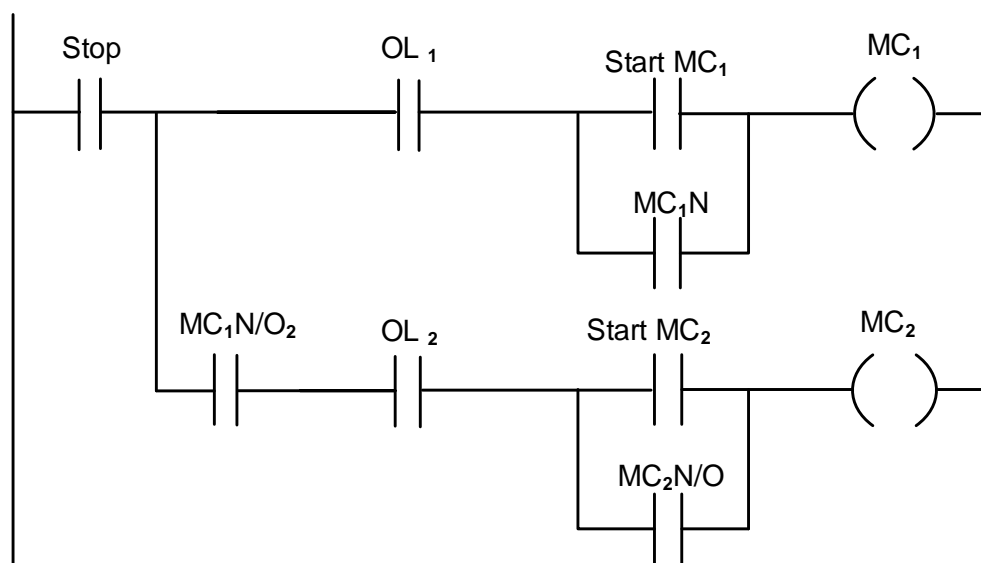 Stop
OL 1
Start MC1
MC1
MC1N
MC1N/O2
OL 2
Start MC2
MC2
MC2N/O